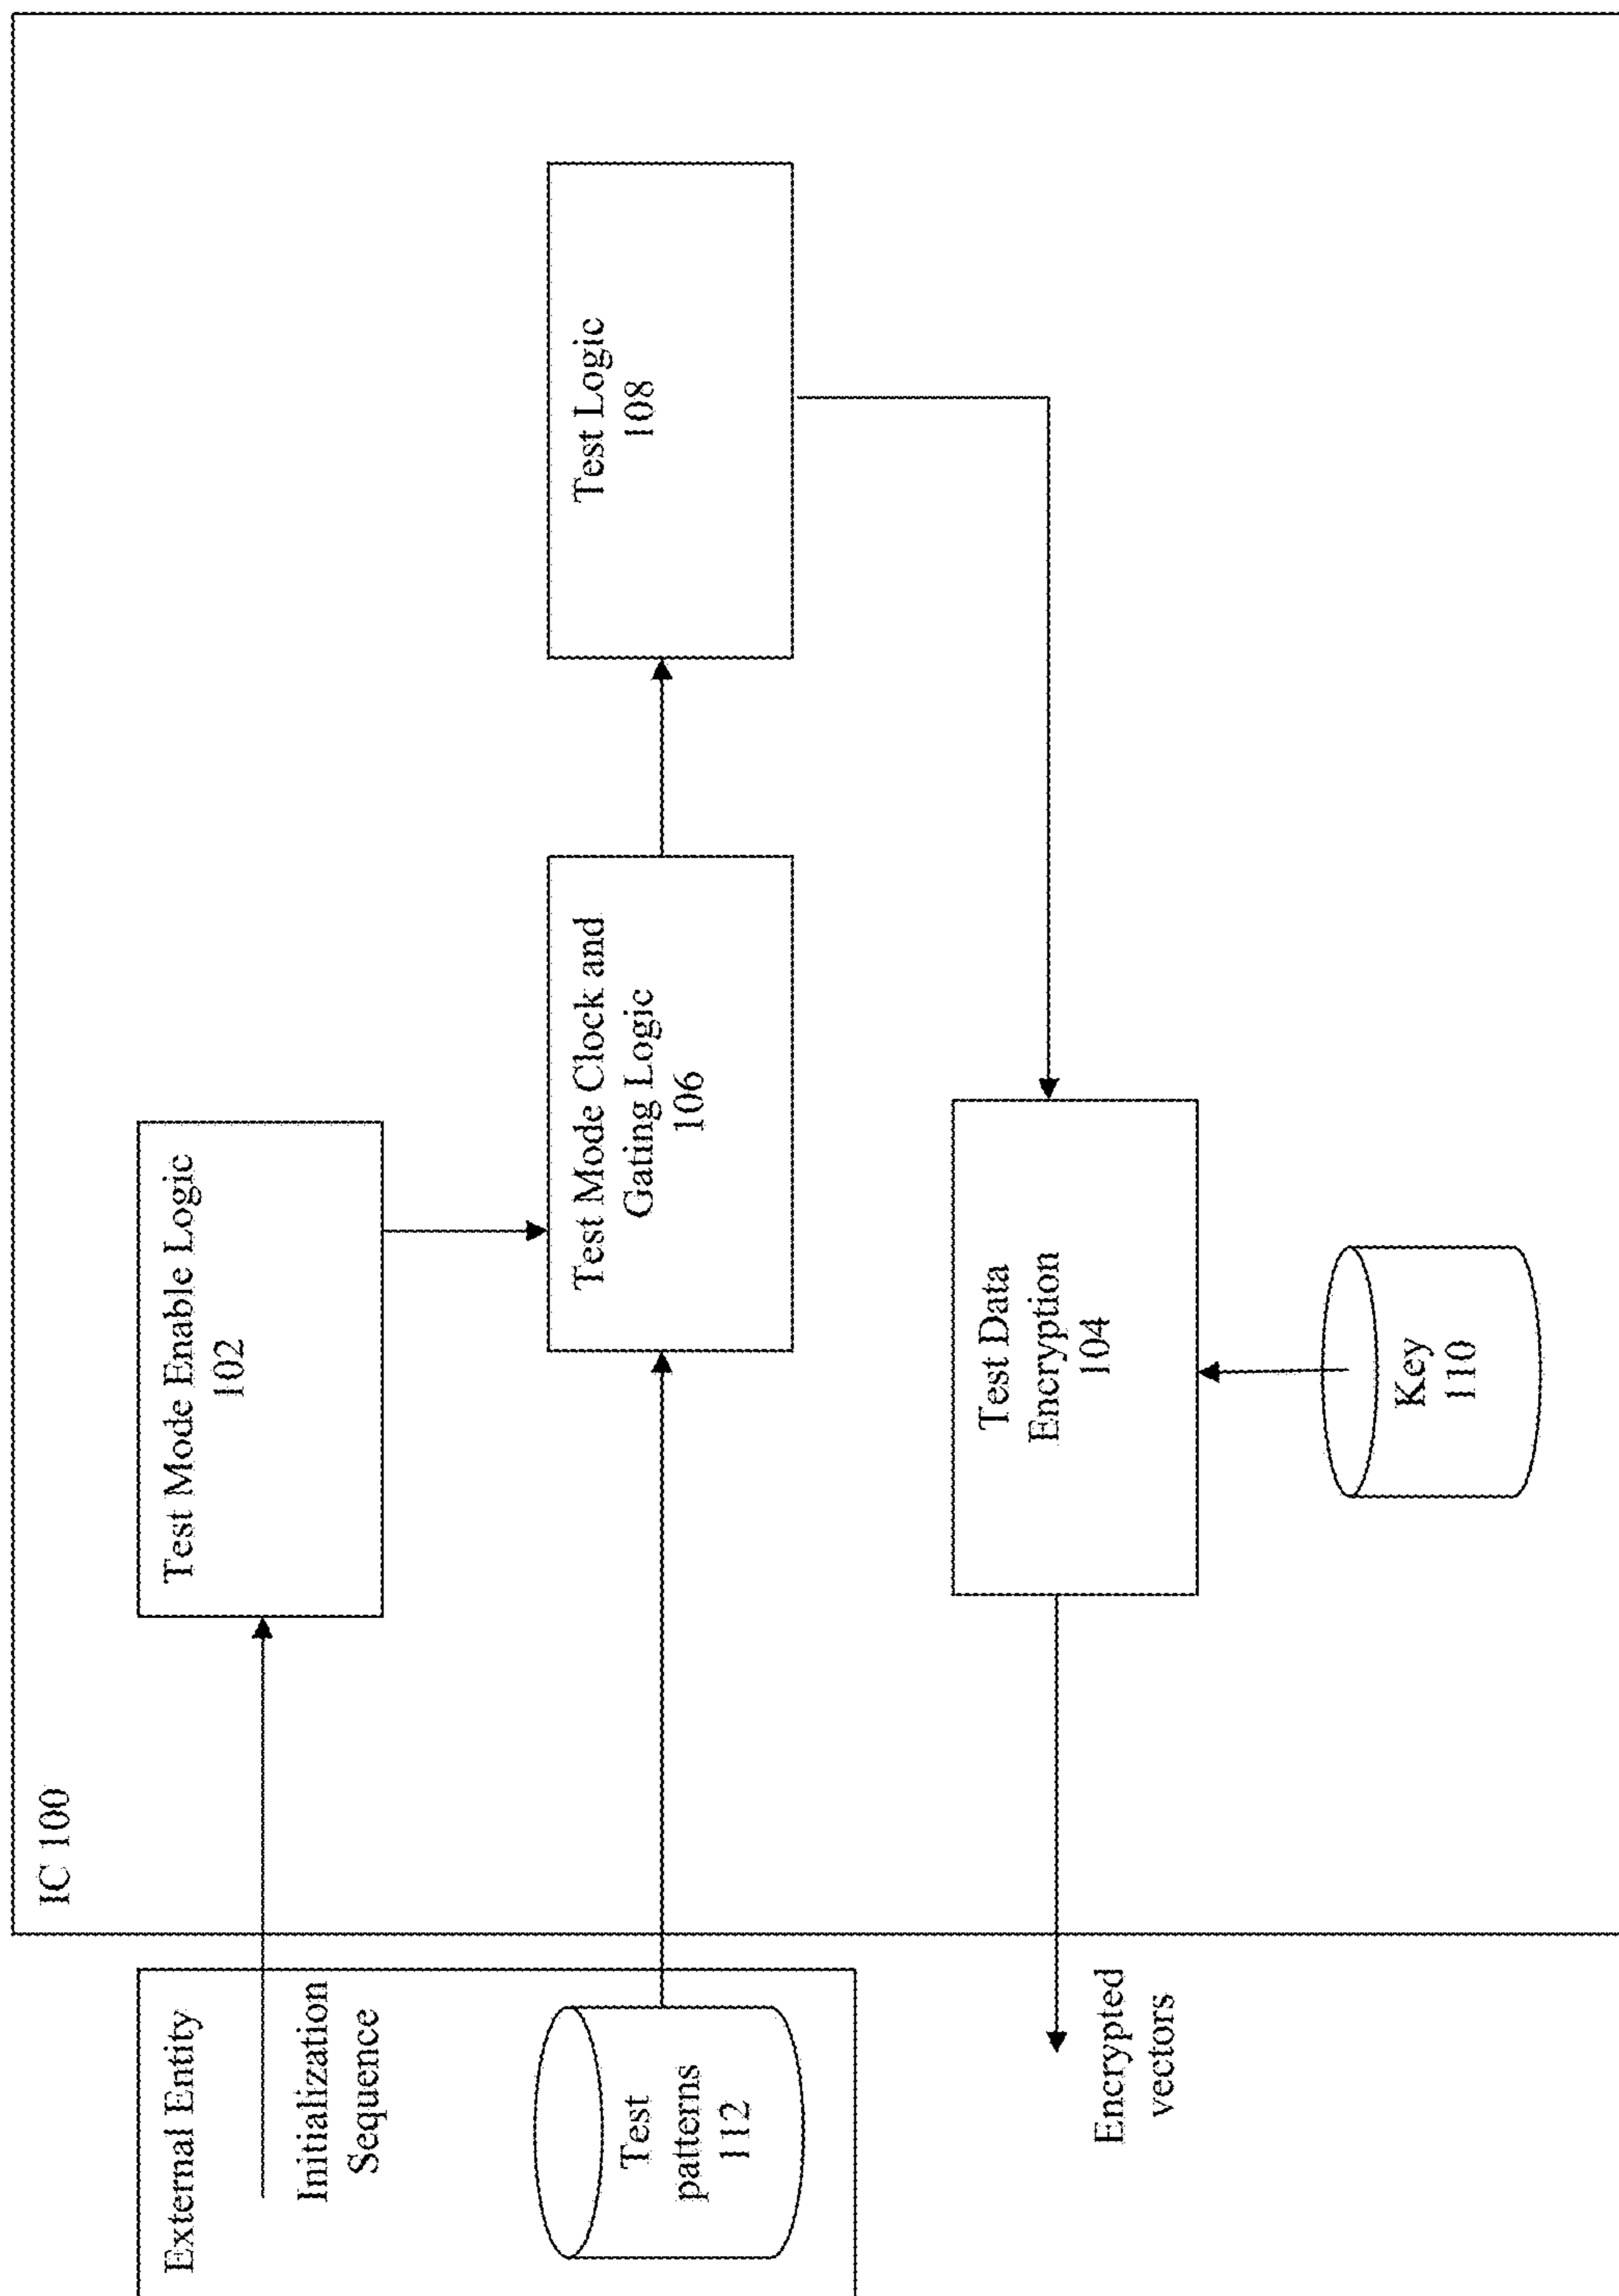 IC 100
External Entity
Initialization
Sequence
Test Mode Enable Logic
102
Test
patterns
112
Test Mode Clock and
Gating Logic
106
Test Logic
108
Encrypted
vectors
Test Data
Encryption
104
Key
110